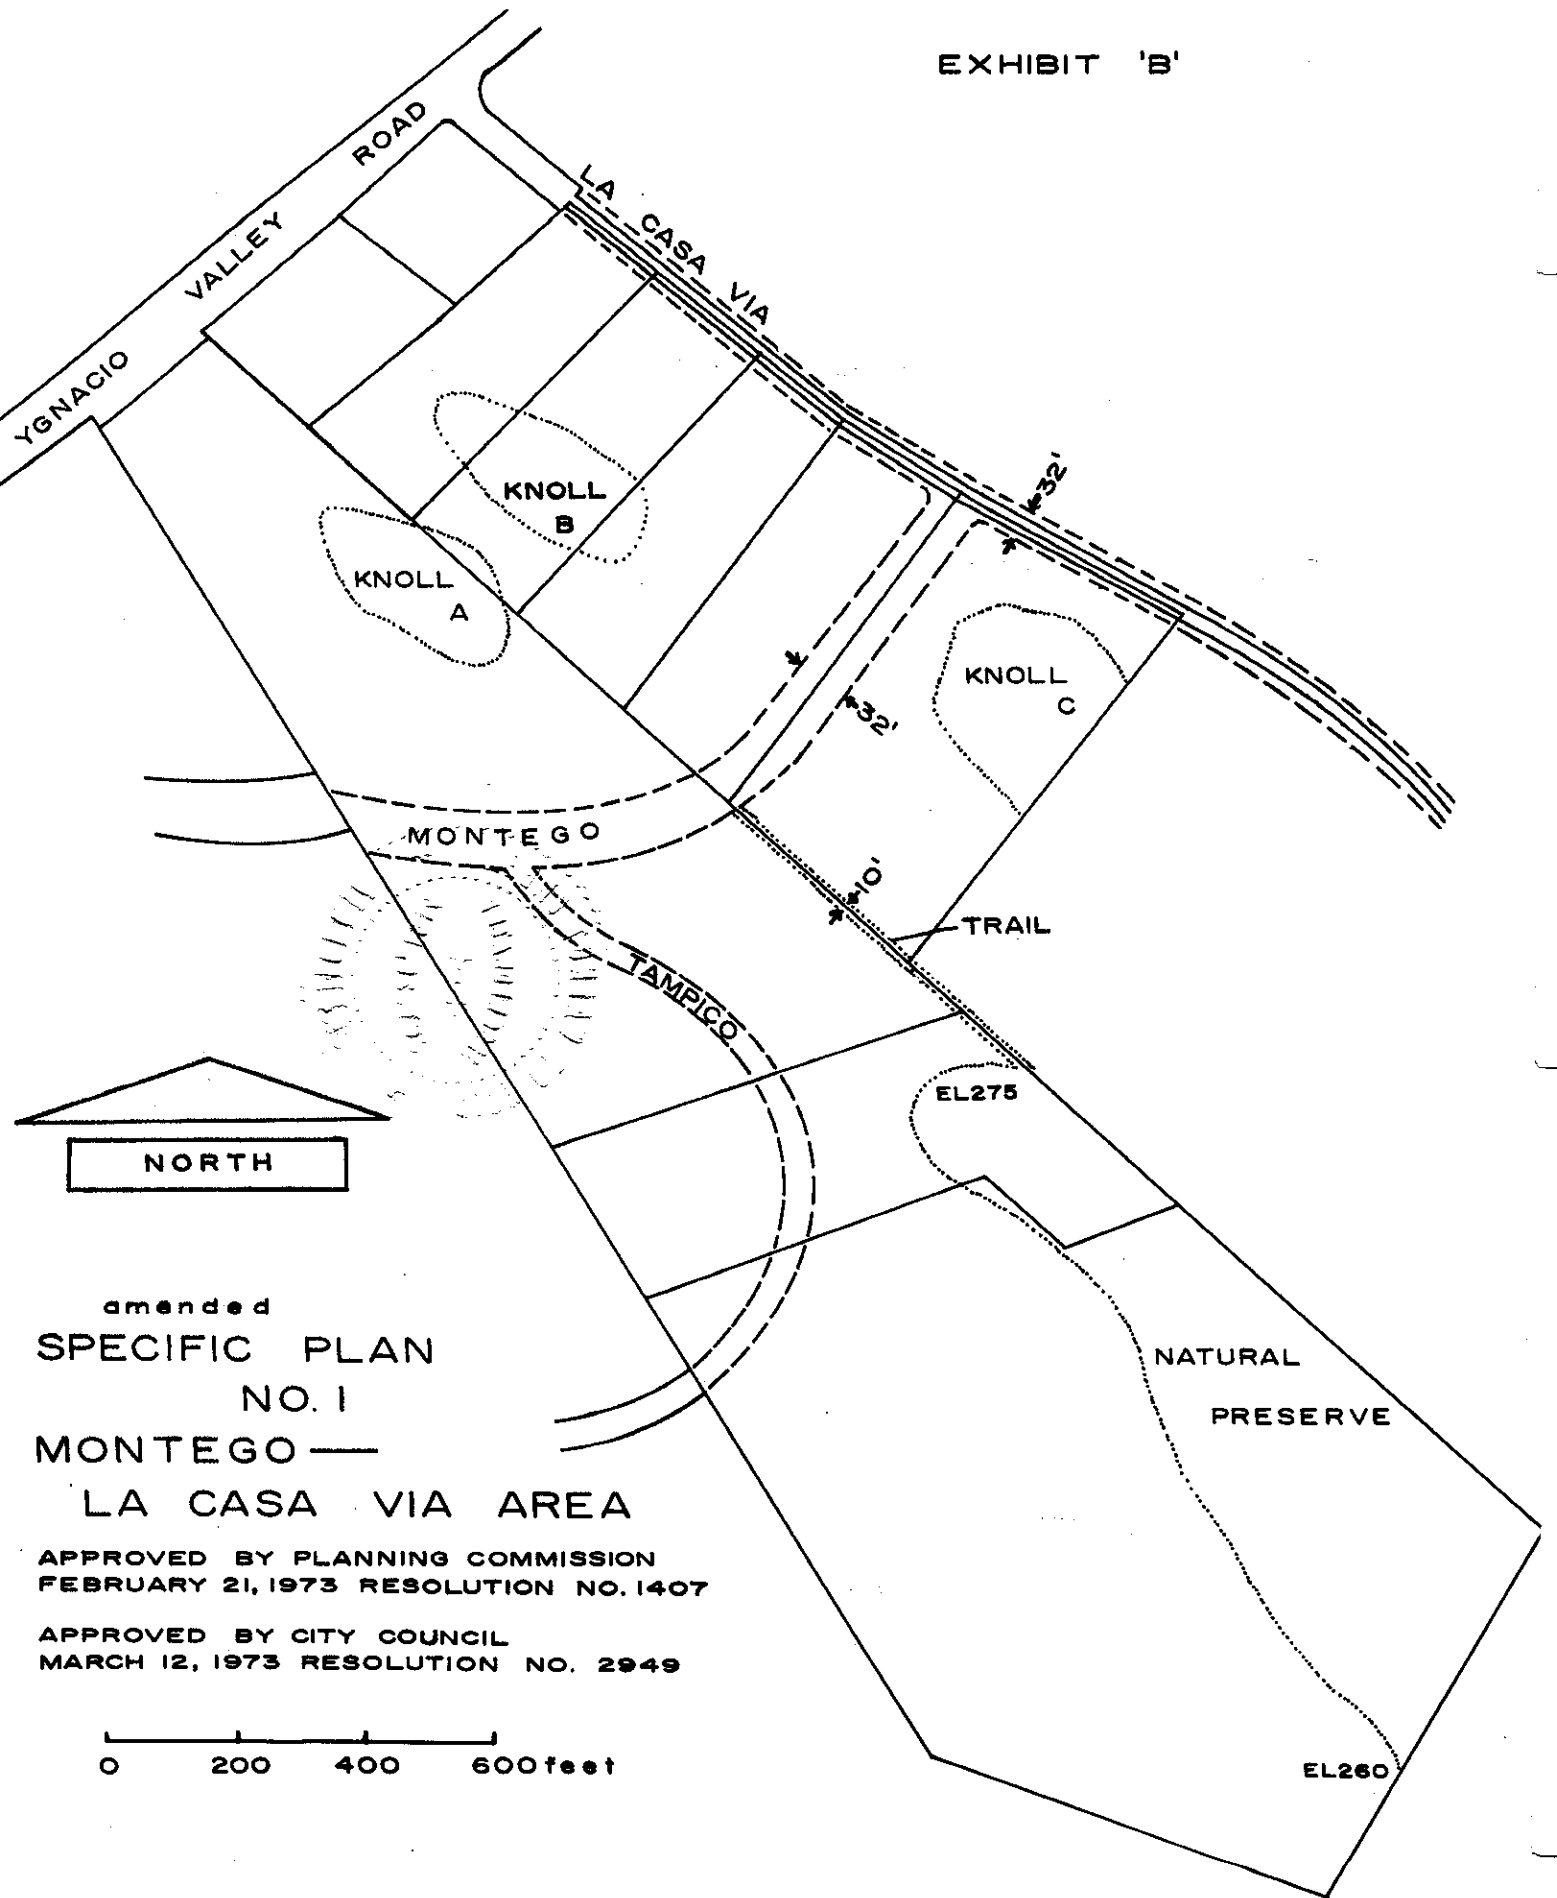 EXHIBIT 'B'
YGNACIO VALLEY ROAD
LA CASA VIA
KNOLL
B
KNOLL
A
32'
KNOLL
C
32'
MONTEGO
10'
TRAIL
TAMPICO
EL275
NORTH
amended
SPECIFIC PLAN
NO. 1
MONTEGO —
LA CASA VIA AREA
APPROVED BY PLANNING COMMISSION
FEBRUARY 21, 1973 RESOLUTION NO. 1407
APPROVED BY CITY COUNCIL
MARCH 12, 1973 RESOLUTION NO. 2949
0 200 400 600 feet
NATURAL
PRESERVE
EL260